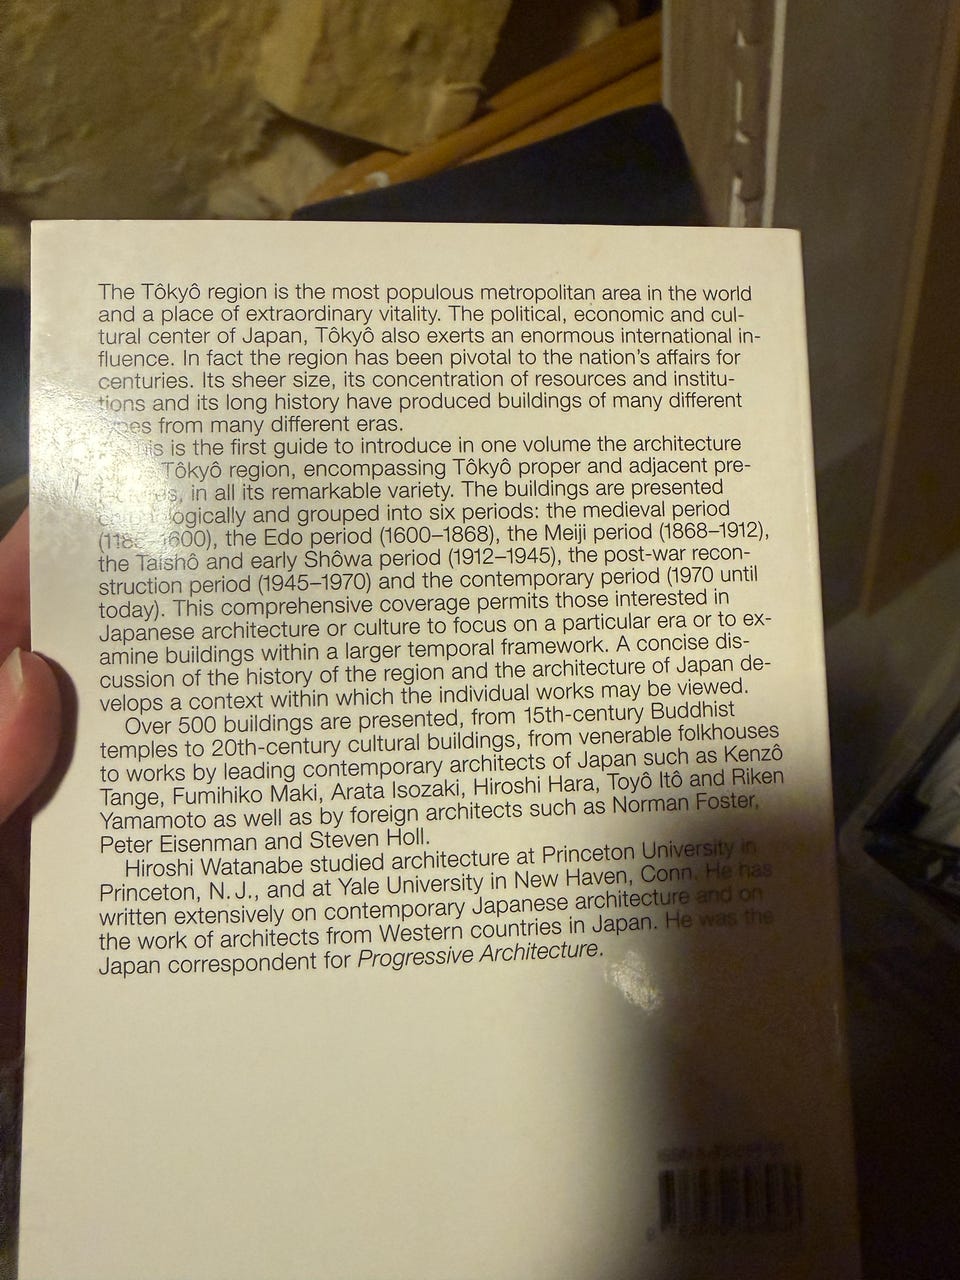 The Tôkyô region is the most populous metropolitan area in the world
and a place of extraordinary vitality. The political, economic and cul-
tural center of Japan, Tôkyô also exerts an enormous international in-
fluence. In fact the region has been pivotal to the nation's affairs for
centuries. Its sheer size, its concentration of resources and institu-
tions and its long history have produced buildings of many different
types from many different eras.
This is the first guide to introduce in one volume the architecture
Tôkyô region, encompassing Tôkyô proper and adjacent pre-
in all its remarkable variety. The buildings are presented
chronologically and grouped into six periods: the medieval period
the Edo period (1600–1868), the Meiji period (1868–1912),
the Taishô and early Shôwa period (1912–1945), the post-war recon-
struction period (1945–1970) and the contemporary period (1970 until
today). This comprehensive coverage permits those interested in
Japanese architecture or culture to focus on a particular era or to ex-
amine buildings within a larger temporal framework. A concise dis-
cussion of the history of the region and the architecture of Japan de-
velops a context within which the individual works may be viewed.
Over 500 buildings are presented, from 15th-century Buddhist
temples to 20th-century cultural buildings, from venerable folkhouses
to works by leading contemporary architects of Japan such as Kenzô
Tange, Fumihiko Maki, Arata Isozaki, Hiroshi Hara, Toyô Itô and Riken
Yamamoto as well as by foreign architects such as Norman Foster,
Peter Eisenman and Steven Holl.
Hiroshi Watanabe studied architecture at Princeton University in
Princeton, N. J., and at Yale University in New Haven, Conn. He has
written extensively on contemporary Japanese architecture and on
the work of architects from Western countries in Japan. He was the
Japan correspondent for Progressive Architecture.